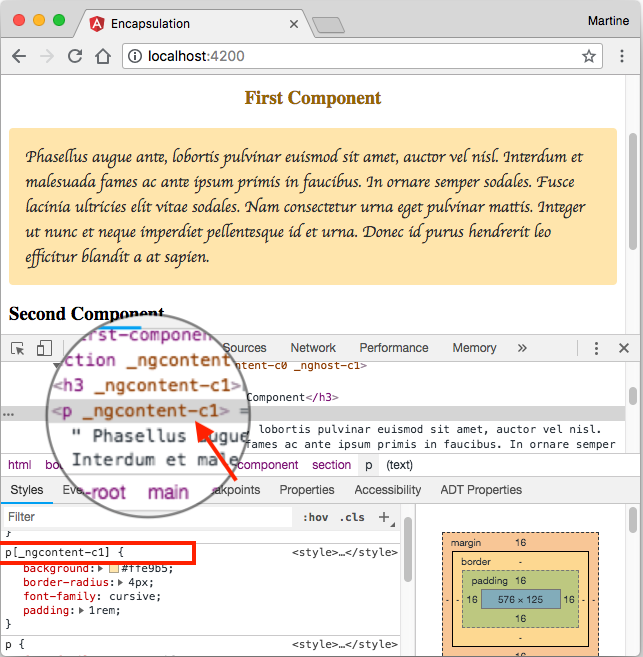 Encapsulation
Martine
localhost:4200
First Component
Phasellus augue ante, lobortis pulvinar euismod sit amet, auctor vel nisl. Interdum et
malesuada fames ac ante ipsum primis in faucibus. In ornare semper sodales. Fusce
lacinia ultricies elit vitae sodales. Nam consectetur urna eget pulvinar mattis. Integer
ut nunc et neque imperdiet pellentesque id et urna. Donec id purus hendrerit leo
efficitur blandit a at sapien.
Second Component
Sources Network Performance Memory »
rst-componen
ntent-c0 _nghost-c1>
ction _ngcontent
<h3 _ngcontent-c1>
Component</h3>
... <p _ngcontent-c1> =
" Phasellus augue
lobortis pulvinar euismod sit amet, auctor vel nisl.
Interdum et male
ames ac ante ipsum primis in faucibus. In ornare semper
html -root main component section p (text)
Styles Eve akpoints Properties Accessibility ADT Properties
Filter :hov .cls +
}
p[_ngcontent-c1] { <style>…</style>
background: #ffe9b5;
border-radius: 4px;
font-family: cursive;
padding: 1rem;
}
p { <style>…</style>
margin 16
border -
padding 16
- - 16 576 × 125 16 - -
16
-
16